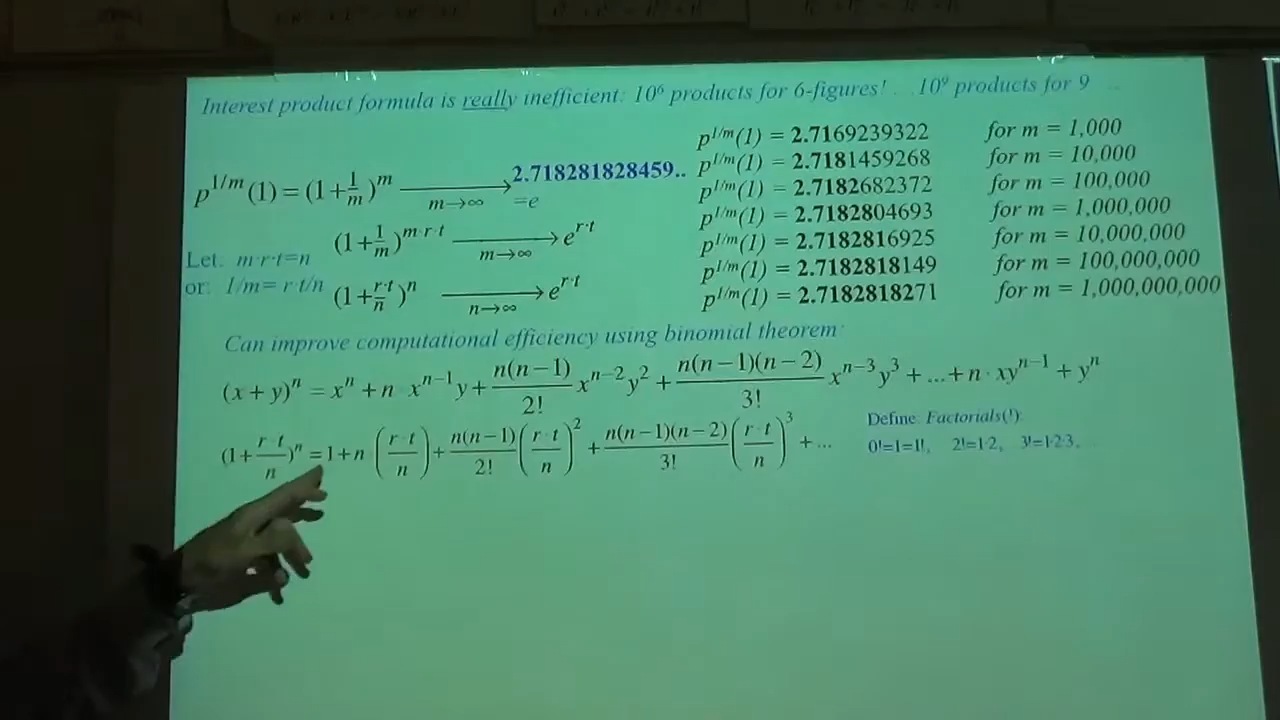 Interest product formula is really inefficient: 10⁶ products for 6-figures! ...10⁹ products for 9 ...
p^1/m(1) = 2.7169239322 for m = 1,000
p^1/m(1) = 2.7181459268 for m = 10,000
p^1/m(1) = 2.7182682372 for m = 100,000
p^1/m(1) = 2.7182804693 for m = 1,000,000
p^1/m(1) = 2.7182816925 for m = 10,000,000
p^1/m(1) = 2.7182818149 for m = 100,000,000
p^1/m(1) = 2.7182818271 for m = 1,000,000,000
p^1/m(1) = (1+1/m)^m → m→∞ 2.718281828459.. =e
(1+1/m)^m·r·t → m→∞ e^r·t
Let: m·r·t=n
or: 1/m= r·t/n (1+r·t/n)^n → n→∞ e^r·t
Can improve computational efficiency using binomial theorem:
(x + y)^n = x^n + n · x^n−1 y + n(n−1)/2! x^n−2 y² + n(n−1)(n−2)/3! x^n−3 y³ + ... + n · xy^n−1 + y^n
(1+ r·t/n)^n = 1+ n (r·t/n) + n(n−1)/2! (r·t/n)² + n(n−1)(n−2)/3! (r·t/n)³ + ...
Define: Factorials(!):
0!=1=1!, 2!=1·2, 3!=1·2·3,